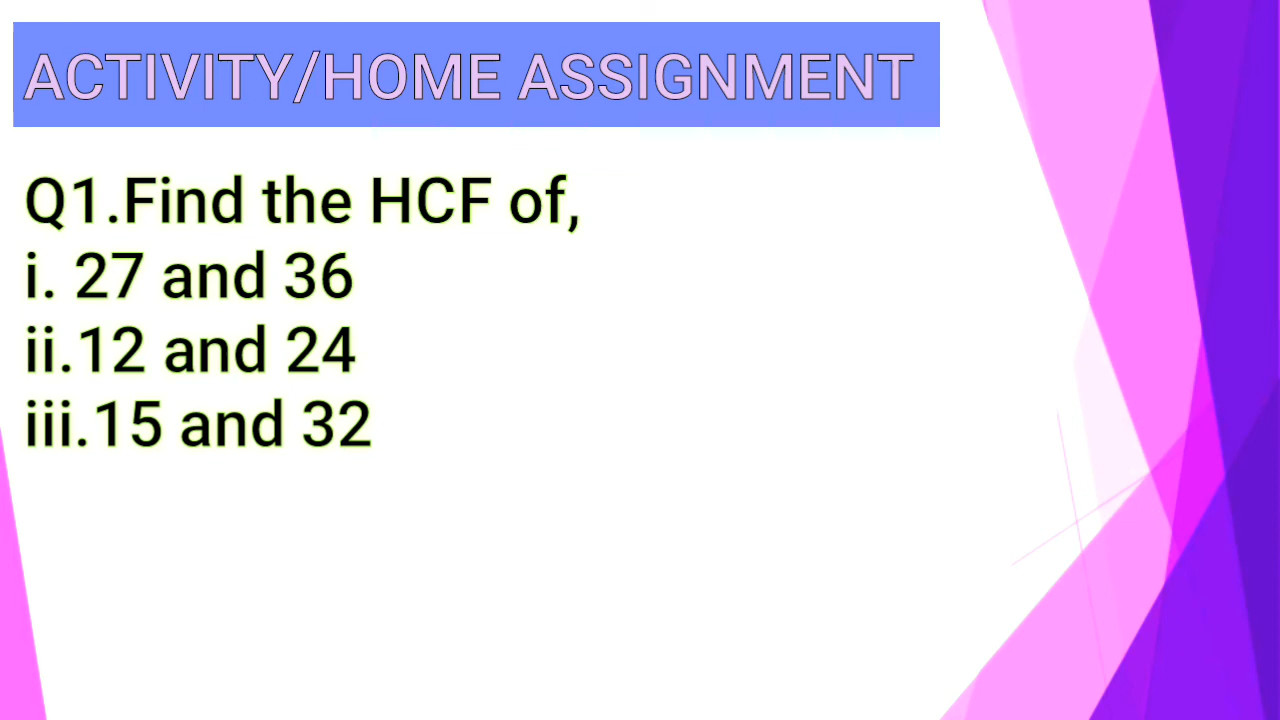 ACTIVITY/HOME ASSIGNMENT
Q1.Find the HCF of,
i. 27 and 36
ii.12 and 24
iii.15 and 32